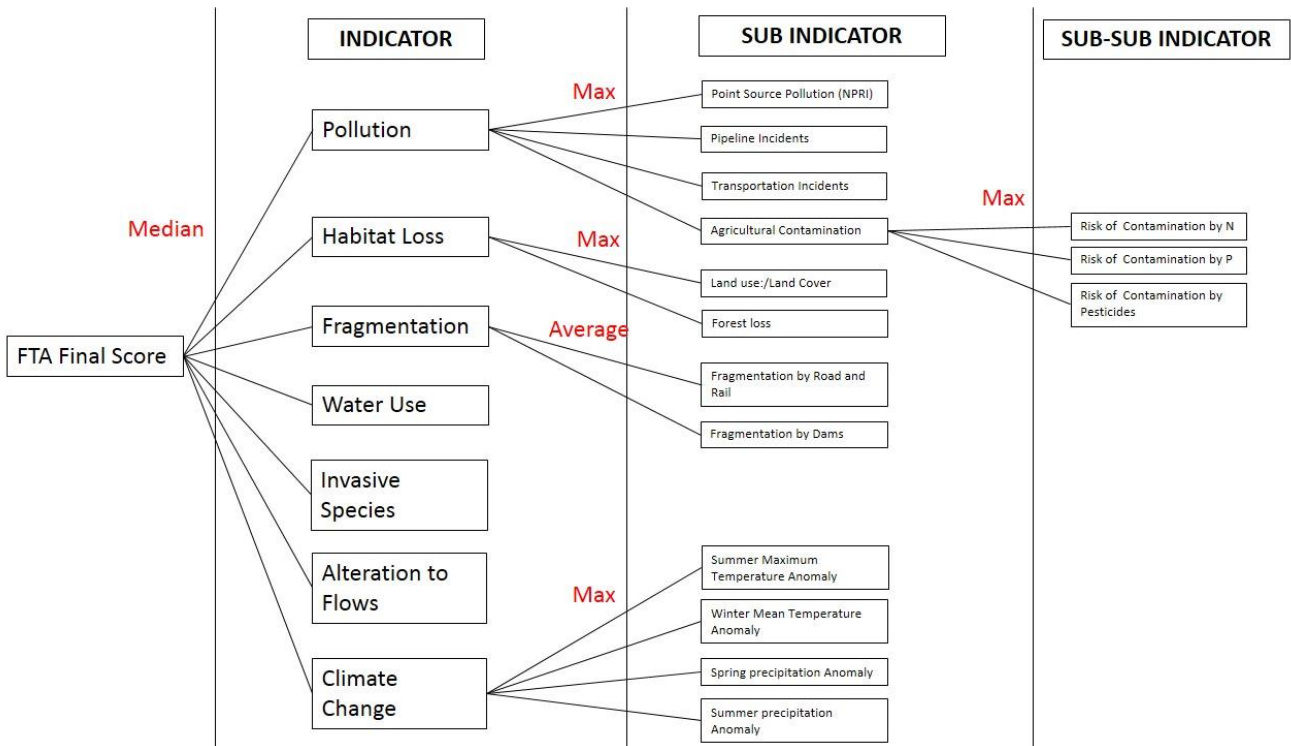 INDICATOR
SUB INDICATOR
SUB-SUB INDICATOR
Max
Point Source Pollution (NPRI)
Pollution
Pipeline Incidents
Transportation Incidents
Max
Median
Habitat Loss
Max
Agricultural Contamination
Risk of Contamination by N
Risk of Contamination by P
Land use:/Land Cover
Risk of Contamination by
Pesticides
Fragmentation
Average
Forest loss
FTA Final Score
Fragmentation by Road and
Rail
Water Use
Fragmentation by Dams
Invasive
Species
Alteration to
Flows
Max
Summer Maximum
Temperature Anomaly
Winter Mean Temperature
Anomaly
Climate
Change
Spring precipitation Anomaly
Summer precipitation
Anomaly